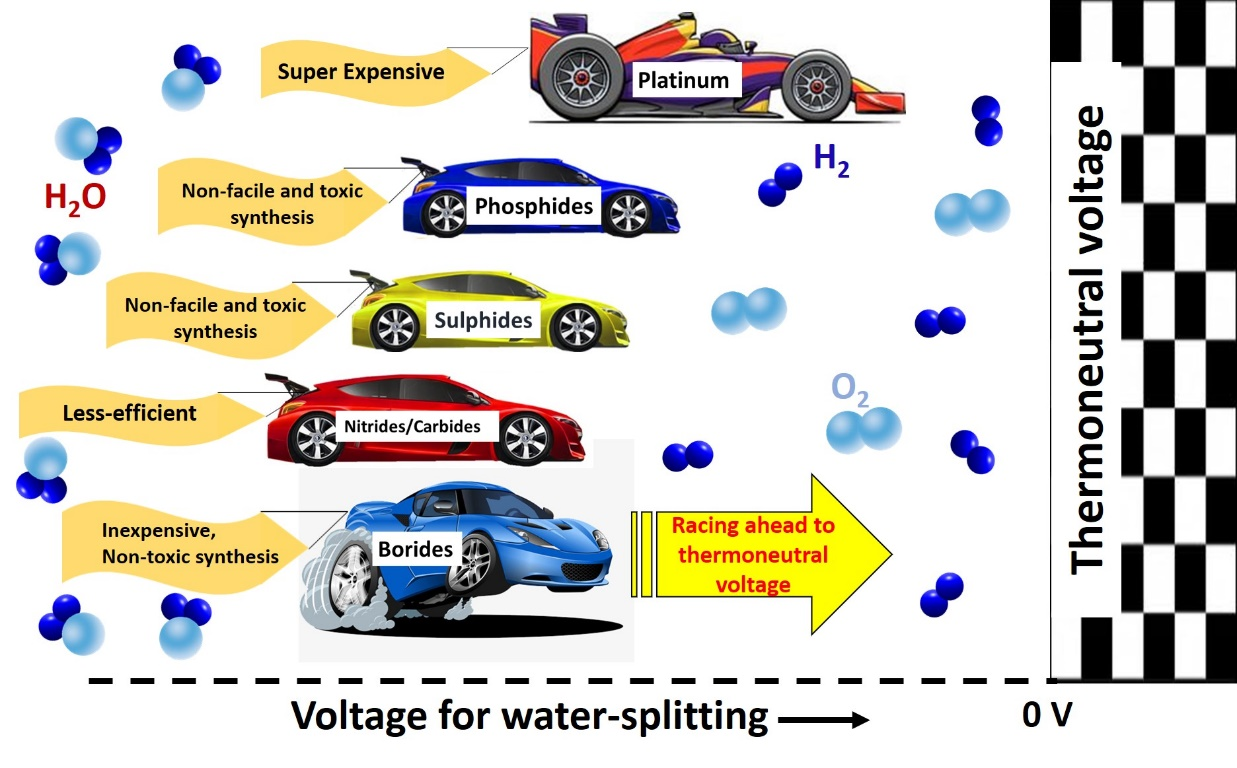 Super Expensive
Platinum
Non-facile and toxic
synthesis
Phosphides
H₂
H₂O
Non-facile and toxic
synthesis
Sulphides
Less-efficient
Nitrides/Carbides
O₂
Inexpensive,
Non-toxic synthesis
Borides
Racing ahead to
thermoneutral
voltage
Thermoneutral voltage
Voltage for water-splitting
0 V